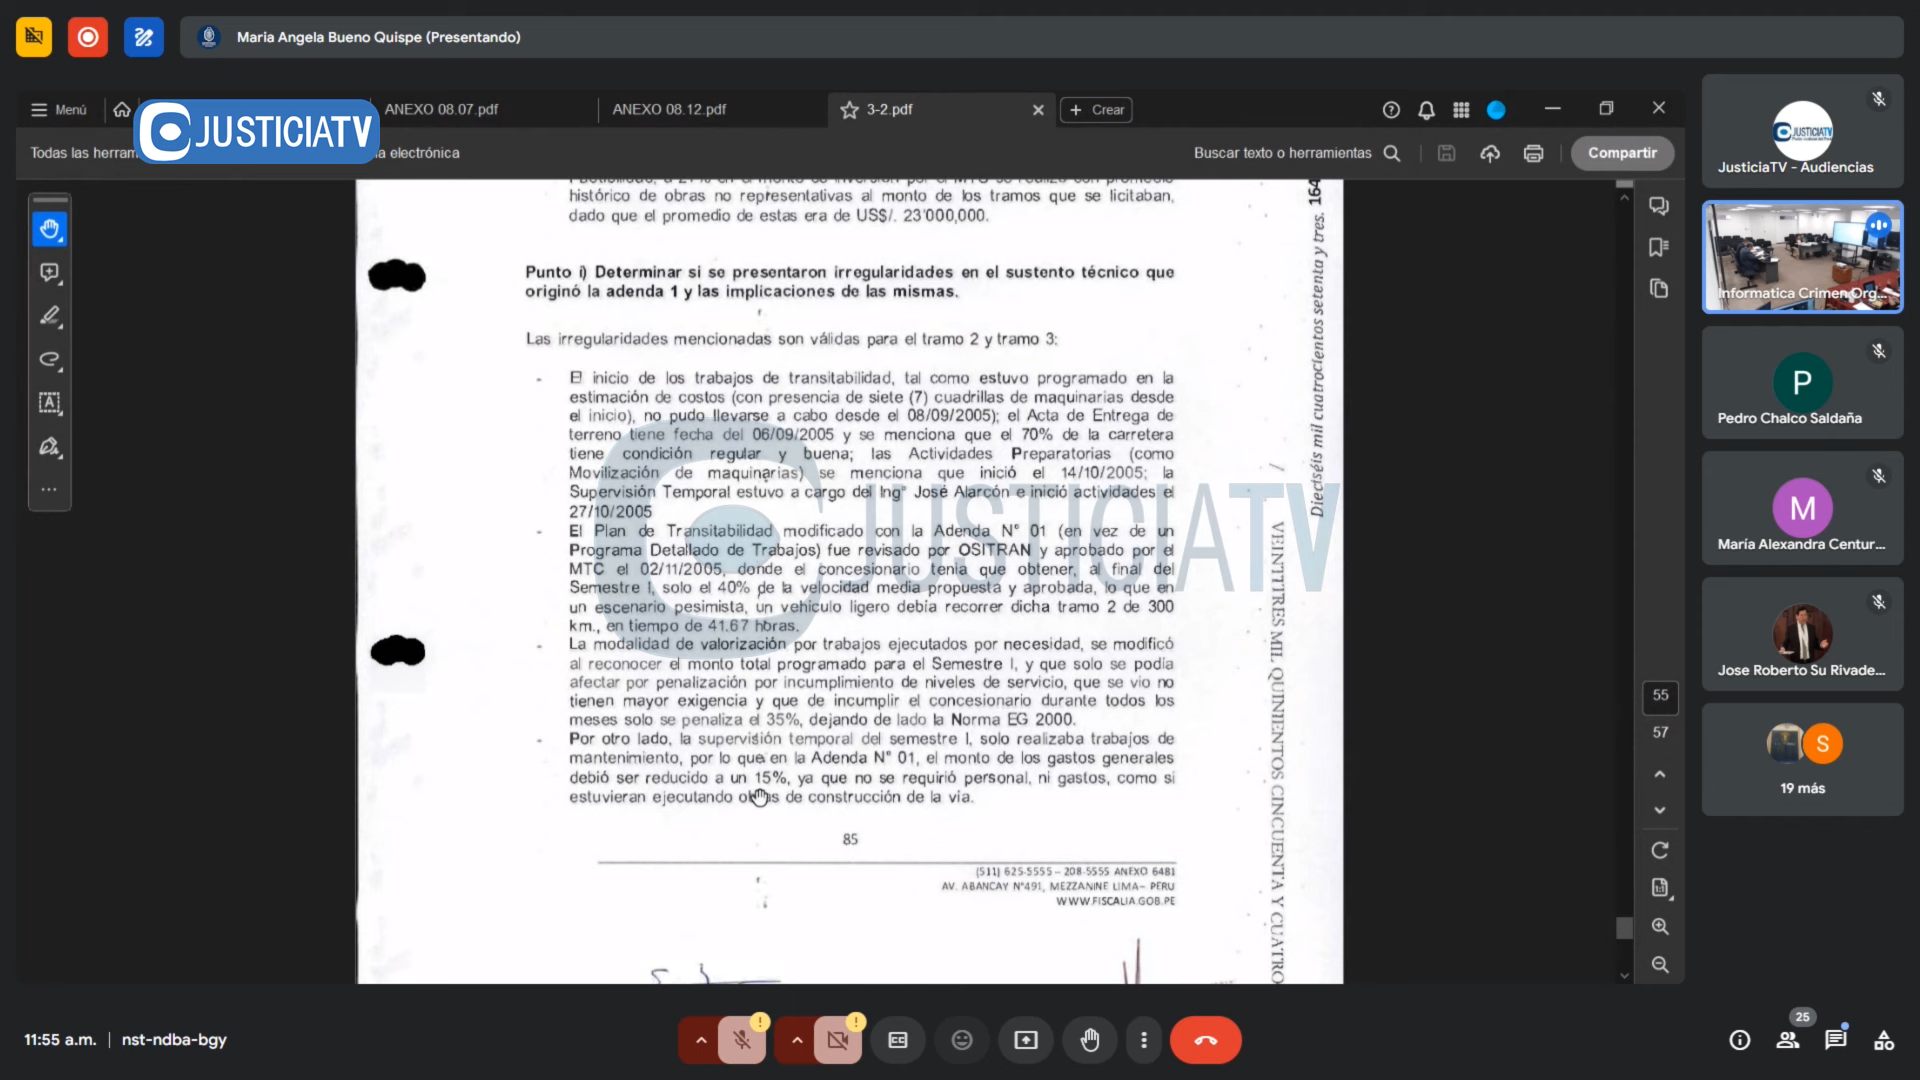 Maria Angela Bueno Quispe (Presentando)
Menú
ANEXO 08.07.pdf
ANEXO 08.12.pdf
3-2.pdf
Crear
JUSTICIATV
Todas las herram
a electrónica
Buscar texto o herramientas
Compartir
histórico de obras no representativas al monto de los tramos que se licitaban,
dado que el promedio de estas era de US$/. 23'000,000.
Punto i) Determinar si se presentaron irregularidades en el sustento técnico que
originó la adenda 1 y las implicaciones de las mismas.
Las irregularidades mencionadas son válidas para el tramo 2 y tramo 3:
- El inicio de los trabajos de transitabilidad, tal como estuvo programado en la
estimación de costos (con presencia de siete (7) cuadrillas de maquinarias desde
el inicio), no pudo llevarse a cabo desde el 08/09/2005); el Acta de Entrega de
terreno tiene fecha del 06/09/2005 y se menciona que el 70% de la carretera
tiene condición regular y buena; las Actividades Preparatorias (como
Movilización de maquinarias) se menciona que inició el 14/10/2005; la
Supervisión Temporal estuvo a cargo del Ing° José Alarcón e inició actividades el
27/10/2005
- El Plan de Transitabilidad modificado con la Adenda N° 01 (en vez de un
Programa Detallado de Trabajos) fue revisado por OSITRAN y aprobado por el
MTC el 02/11/2005, donde el concesionario tenía que obtener, al final del
Semestre I, solo el 40% de la velocidad media propuesta y aprobada, lo que en
un escenario pesimista, un vehículo ligero debía recorrer dicha tramo 2 de 300
km., en tiempo de 41.67 horas.
- La modalidad de valorización por trabajos ejecutados por necesidad, se modificó
al reconocer el monto total programado para el Semestre I, y que solo se podía
afectar por penalización por incumplimiento de niveles de servicio, que se vio no
tienen mayor exigencia y que de incumplir el concesionario durante todos los
meses solo se penaliza el 35%, dejando de lado la Norma EG 2000.
- Por otro lado, la supervisión temporal del semestre I, solo realizaba trabajos de
mantenimiento, por lo que en la Adenda N° 01, el monto de los gastos generales
debió ser reducido a un 15%, ya que no se requirió personal, ni gastos, como si
estuvieran ejecutando obras de construcción de la vía.
85
(511) 625-5555 – 208-5555 ANEXO 6481
AV. ABANCAY N°491, MEZZANINE LIMA– PERU
WWW.FISCALIA.GOB.PE
Dieciséis mil cuatrocientos setenta y tres. 164
VEINTITRES MIL QUINIENTOS CINCUENTA Y CUATRO
JUSTICIATV
55
57
JUSTICIATV
JusticiaTV - Audiencias
Informatica Crimen Org...
P
Pedro Chalco Saldaña
M
María Alexandra Centur...
Jose Roberto Su Rivade...
S
19 más
11:55 a.m.
nst-ndba-bgy
25